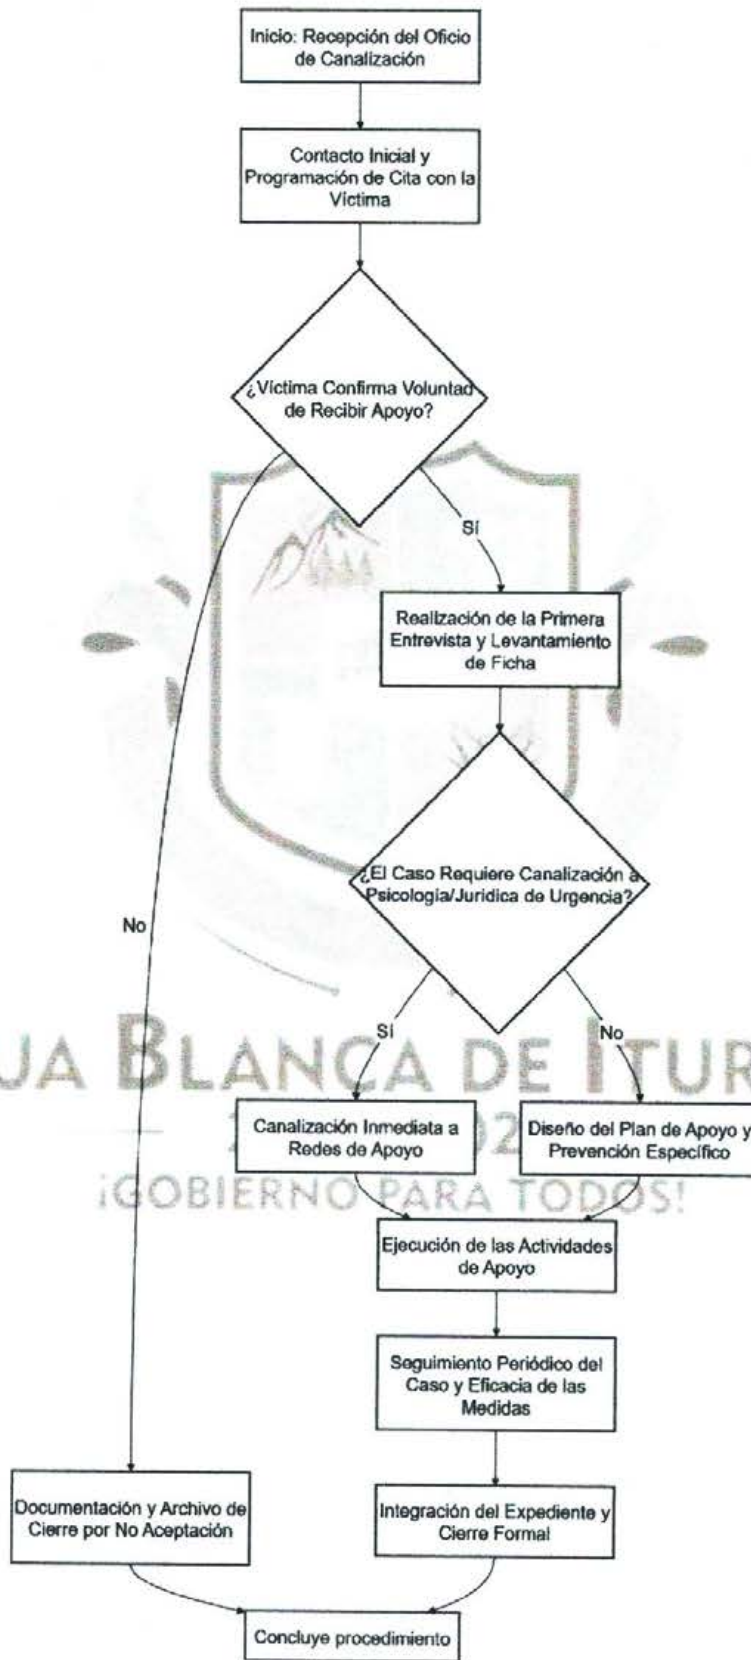 Inicio: Recepción del Oficio
de Canalización
Contacto Inicial y
Programación de Cita con la
Víctima
¿Víctima Confirma Voluntad
de Recibir Apoyo?
Sí
Realización de la Primera
Entrevista y Levantamiento
de Ficha
¿El Caso Requiere Canalización a
Psicología/Jurídica de Urgencia?
No
Sí
No
UA BLANCA DE ITUR
Canalización Inmediata a
Redes de Apoyo
Diseño del Plan de Apoyo y
Prevención Específico
¡GOBIERNO PARA TODOS!
Ejecución de las Actividades
de Apoyo
Seguimiento Periódico del
Caso y Eficacia de las
Medidas
Documentación y Archivo de
Cierre por No Aceptación
Integración del Expediente y
Cierre Formal
Concluye procedimiento